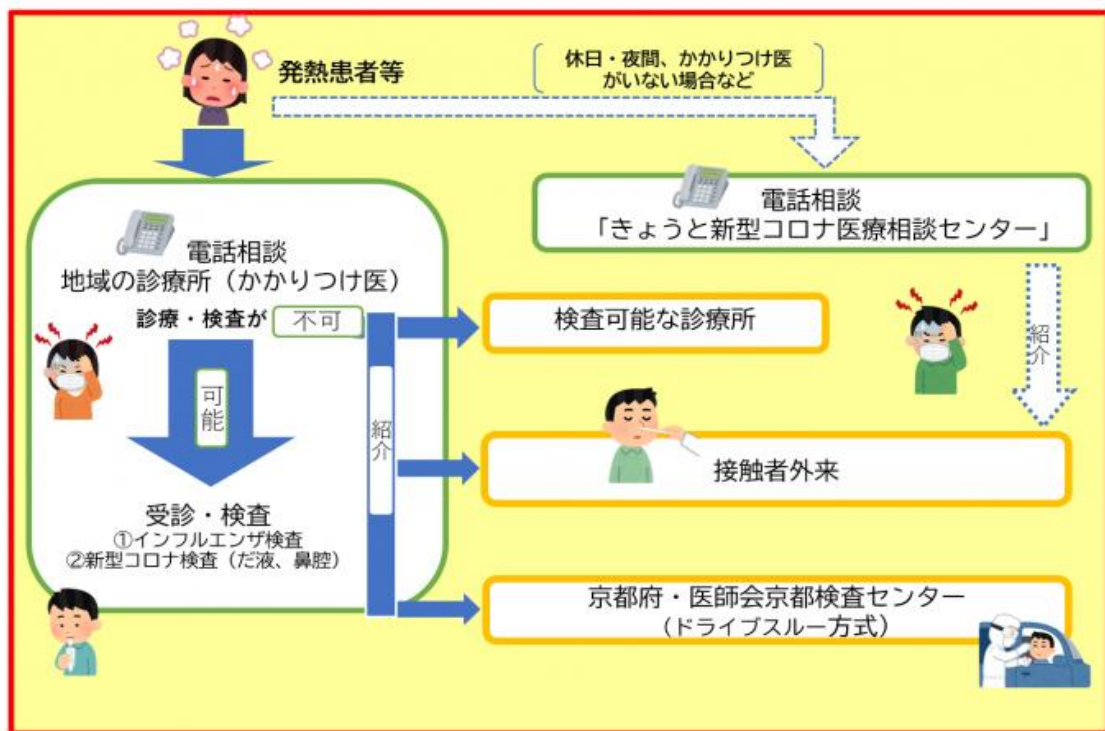 発熱患者等
休日・夜間、かかりつけ医
がいない場合など
電話相談
「きょうと新型コロナ医療相談センター」
電話相談
地域の診療所（かかりつけ医）
診療・検査が 不可
可能
紹介
受診・検査
①インフルエンザ検査
②新型コロナ検査（だ液、鼻腔）
検査可能な診療所
紹介
接触者外来
京都府・医師会京都検査センター
（ドライブスルー方式）